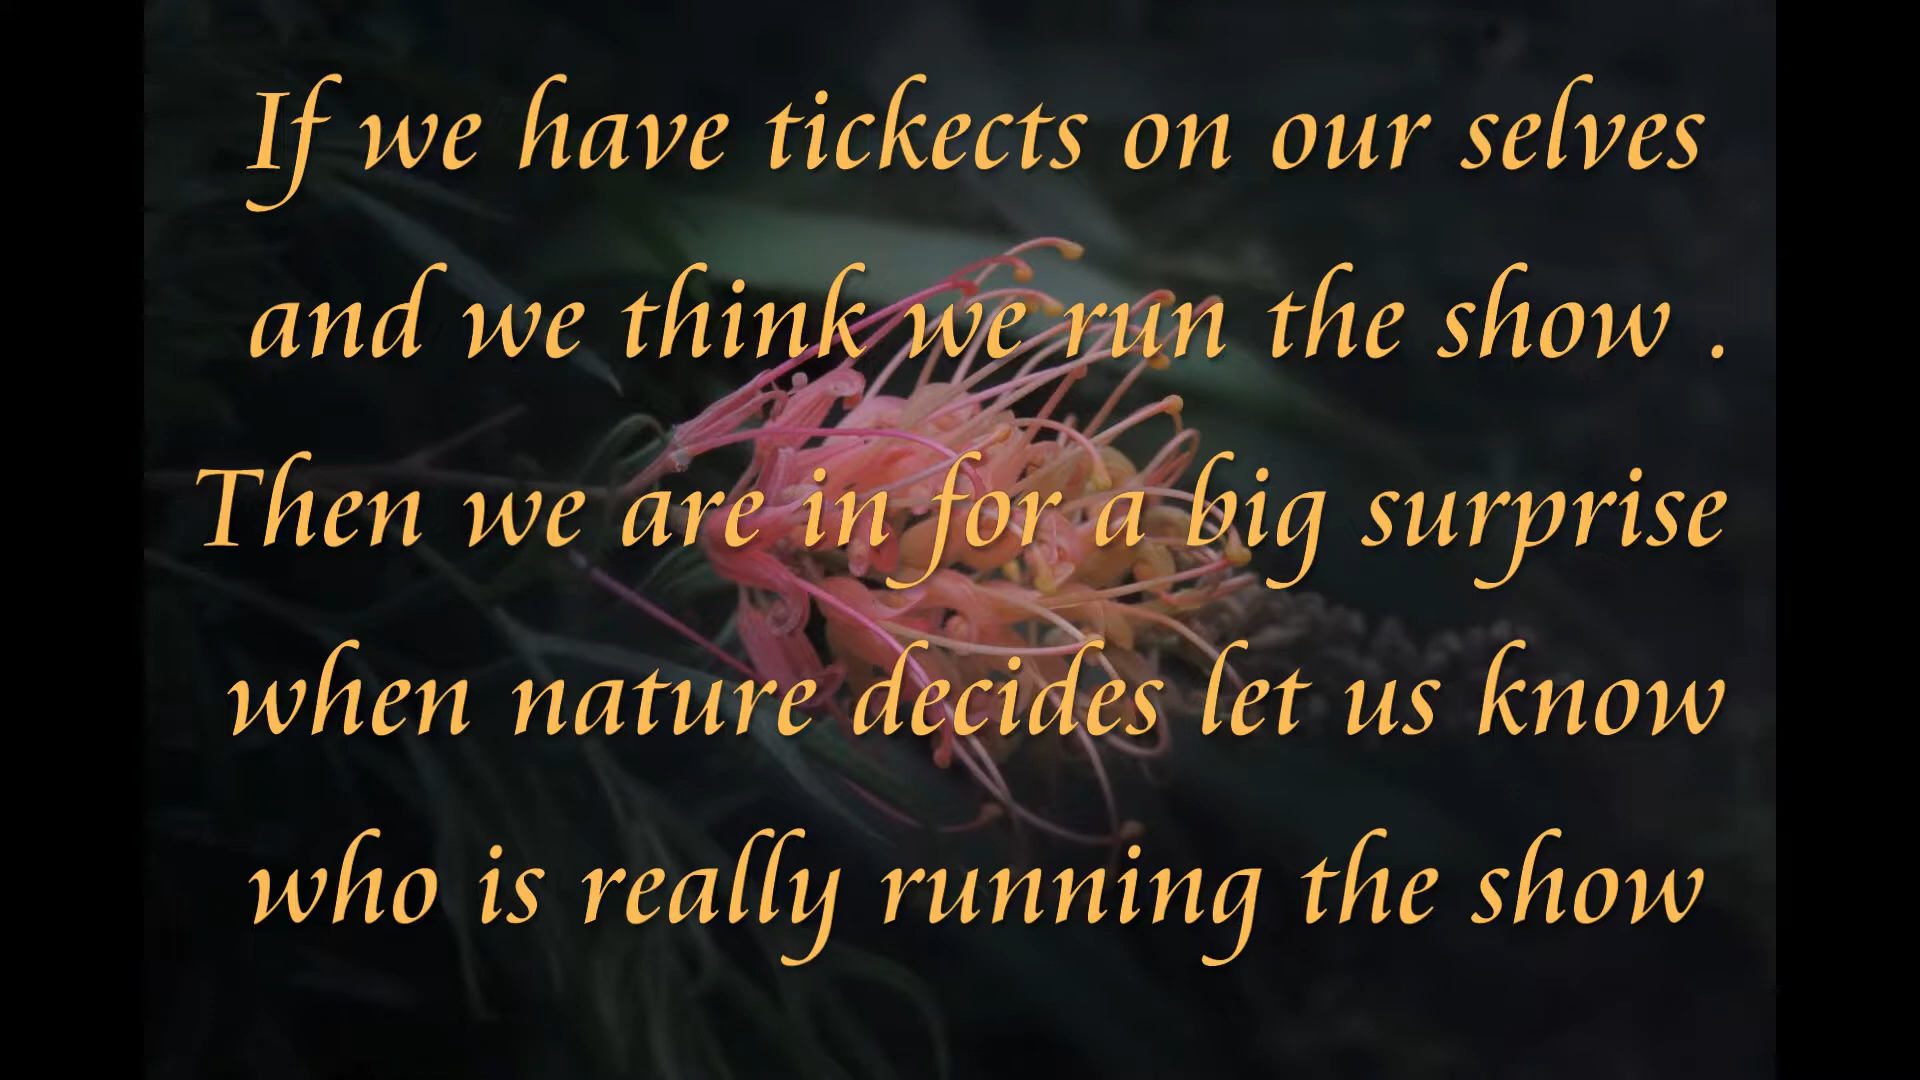 If we have tickects on our selves
and we think we run the show .
Then we are in for a big surprise
when nature decides let us know
who is really running the show